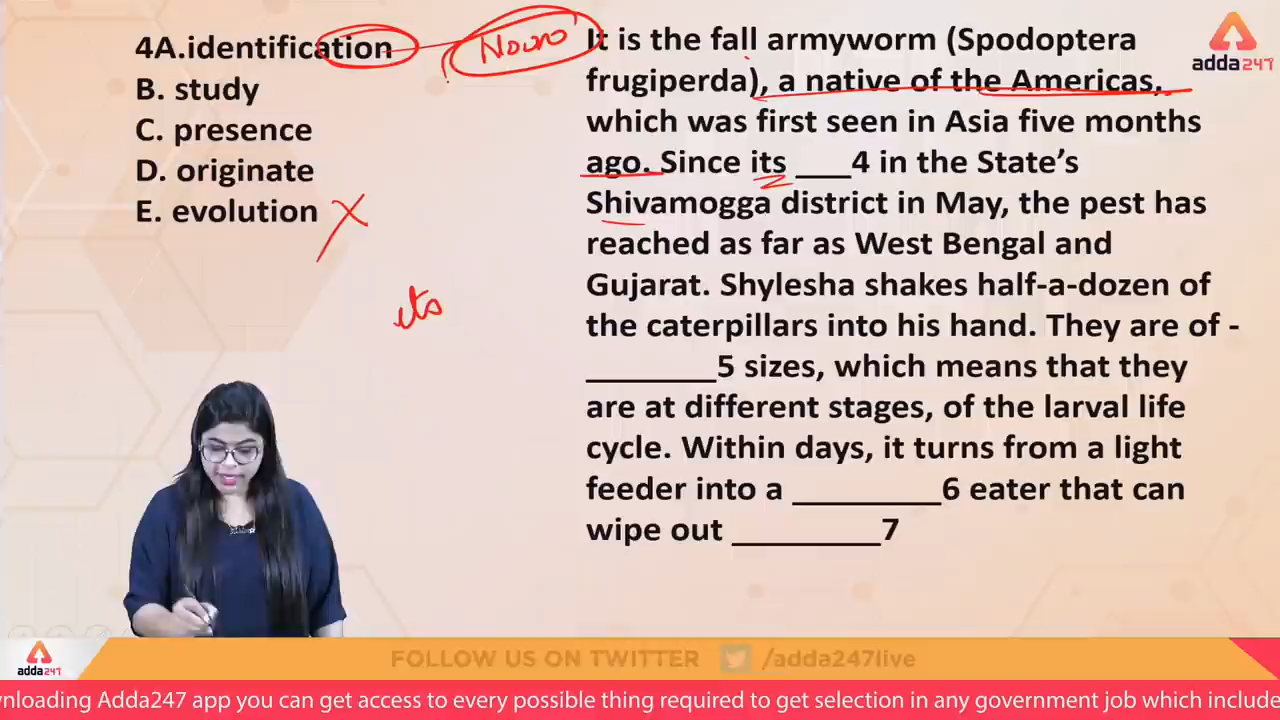 4A.identification
B. study
C. presence
D. originate
E. evolution
Noun
its
It is the fall armyworm (Spodoptera
frugiperda), a native of the Americas,
which was first seen in Asia five months
ago. Since its ___4 in the State’s
Shivamogga district in May, the pest has
reached as far as West Bengal and
Gujarat. Shylesha shakes half-a-dozen of
the caterpillars into his hand. They are of -
________5 sizes, which means that they
are at different stages, of the larval life
cycle. Within days, it turns from a light
feeder into a _________6 eater that can
wipe out _________7
adda247
adda247
FOLLOW US ON TWITTER /adda247live
wnloading Adda247 app you can get access to every possible thing required to get selection in any government job which include